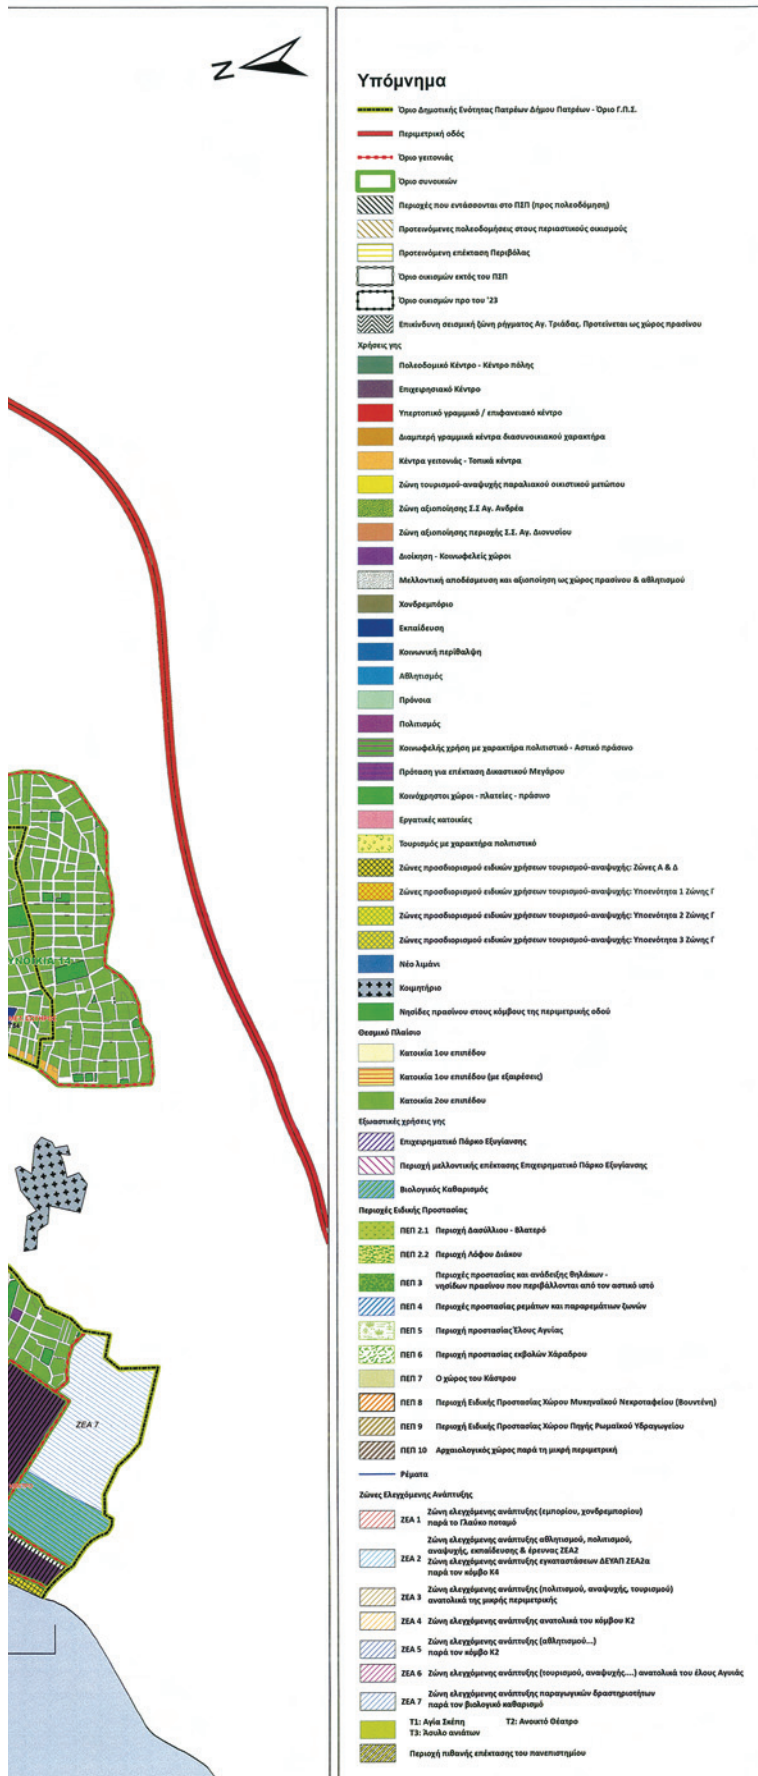 N
Υπόμνημα
Όριο Δημοτικής Ενότητας Πατρέων Δήμου Πατρέων - Όριο Γ.Π.Σ.
Περιμετρική οδός
Όριο γειτονιάς
Όριο συνοικιών
Περιοχές που εντάσσονται στο ΠΣΠ (προς πολεοδόμηση)
Προτεινόμενες πολεοδομήσεις στους περιαστικούς οικισμούς
Προτεινόμενη επέκταση Περιβόλας
Όριο οικισμών εκτός του ΠΣΠ
Όριο οικισμών προ του '23
Επικίνδυνη σεισμική ζώνη ρήγματος Αγ. Τριάδας. Προτείνεται ως χώρος πρασίνου
Χρήσεις γης
Πολεοδομικό Κέντρο - Κέντρο πόλης
Επιχειρησιακό Κέντρο
Υπερτοπικό γραμμικό / επιφανειακό κέντρο
Διαμπερή γραμμικά κέντρα διασυνοικιακού χαρακτήρα
Κέντρα γειτονιάς - Τοπικά κέντρα
Ζώνη τουρισμού-αναψυχής παραλιακού οικιστικού μετώπου
Ζώνη αξιοποίησης Σ.Σ Αγ. Ανδρέα
Ζώνη αξιοποίησης περιοχής Σ.Σ. Αγ. Διονυσίου
Διοίκηση - Κοινωφελείς χώροι
Μελλοντική αποδέσμευση και αξιοποίηση ως χώρος πρασίνου & αθλητισμού
Χονδρεμπόριο
Εκπαίδευση
Κοινωνική περίθαλψη
Αθλητισμός
Πρόνοια
Πολιτισμός
Κοινωφελής χρήση με χαρακτήρα πολιτιστικό - Αστικό πράσινο
Πρόταση για επέκταση Δικαστικού Μεγάρου
Κοινόχρηστοι χώροι - πλατείες - πράσινο
Εργατικές κατοικίες
Τουρισμός με χαρακτήρα πολιτιστικό
Ζώνες προσδιορισμού ειδικών χρήσεων τουρισμού-αναψυχής: Ζώνες Α & Δ
Ζώνες προσδιορισμού ειδικών χρήσεων τουρισμού-αναψυχής: Υποενότητα 1 Ζώνης Γ
Ζώνες προσδιορισμού ειδικών χρήσεων τουρισμού-αναψυχής: Υποενότητα 2 Ζώνης Γ
Ζώνες προσδιορισμού ειδικών χρήσεων τουρισμού-αναψυχής: Υποενότητα 3 Ζώνης Γ
Νέο λιμάνι
Κοιμητήριο
Νησίδες πρασίνου στους κόμβους της περιμετρικής οδού
Θεσμικό Πλαίσιο
Κατοικία 1ου επιπέδου
Κατοικία 1ου επιπέδου (με εξαιρέσεις)
Κατοικία 2ου επιπέδου
Εξωαστικές χρήσεις γης
Επιχειρηματικό Πάρκο Εξυγίανσης
Περιοχή μελλοντικής επέκτασης Επιχειρηματικό Πάρκο Εξυγίανσης
Βιολογικός Καθαρισμός
Περιοχές Ειδικής Προστασίας
ΠΕΠ 2.1 Περιοχή Δασύλλιου - Βλατερό
ΠΕΠ 2.2 Περιοχή Λόφου Διάκου
ΠΕΠ 3 Περιοχές προστασίας και ανάδειξης θηλάκων -
νησίδων πρασίνου που περιβάλλονται από τον αστικό ιστό
ΠΕΠ 4 Περιοχές προστασίας ρεμάτων και παραρεμάτιων ζωνών
ΠΕΠ 5 Περιοχή προστασίας Έλους Αγυίας
ΠΕΠ 6 Περιοχή προστασίας εκβολών Χάραδρου
ΠΕΠ 7 Ο χώρος του Κάστρου
ΠΕΠ 8 Περιοχή Ειδικής Προστασίας Χώρου Μυκηναϊκού Νεκροταφείου (Βουντένη)
ΠΕΠ 9 Περιοχή Ειδικής Προστασίας Χώρου Πηγής Ρωμαϊκού Υδραγωγείου
ΠΕΠ 10 Αρχαιολογικός χώρος παρά τη μικρή περιμετρική
Ρέματα
Ζώνες Ελεγχόμενης Ανάπτυξης
ΖΕΑ 1 Ζώνη ελεγχόμενης ανάπτυξης (εμπορίου, χονδρεμπορίου)
παρά το Γλαύκο ποταμό
ΖΕΑ 2 Ζώνη ελεγχόμενης ανάπτυξης αθλητισμού, πολιτισμού,
αναψυχής, εκπαίδευσης & έρευνας ΖΕΑ2
Ζώνη ελεγχόμενης ανάπτυξης εγκαταστάσεων ΔΕΥΑΠ ΖΕΑ2α
παρά τον κόμβο Κ4
ΖΕΑ 3 Ζώνη ελεγχόμενης ανάπτυξης (πολιτισμού, αναψυχής, τουρισμού)
ανατολικά της μικρής περιμετρικής
ΖΕΑ 4 Ζώνη ελεγχόμενης ανάπτυξης ανατολικά του κόμβου Κ2
ΖΕΑ 5 Ζώνη ελεγχόμενης ανάπτυξης (αθλητισμού...)
παρά τον κόμβο Κ2
ΖΕΑ 6 Ζώνη ελεγχόμενης ανάπτυξης (τουρισμού, αναψυχής....) ανατολικά του έλους Αγυιάς
ΖΕΑ 7 Ζώνη ελεγχόμενης ανάπτυξης παραγωγικών δραστηριοτήτων
παρά τον βιολογικό καθαρισμό
Τ1: Αγία Σκέπη Τ2: Ανοικτό Θέατρο
Τ3: Άσυλο ανιάτων
Περιοχή πιθανής επέκτασης του πανεπιστημίου
ΥΝΟΙΚΙΑ 14
ΖΕΑ 7